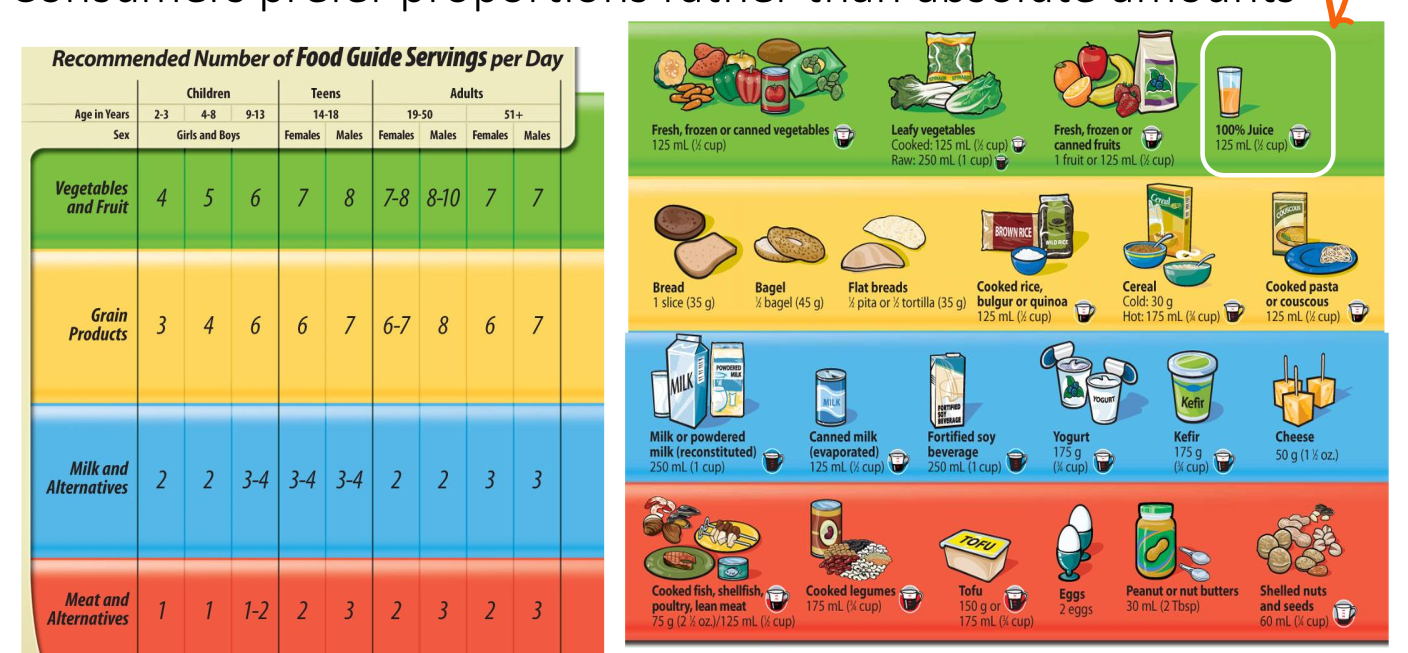 Consumers prefer proportions rather than absolute amounts
Recommended Number of Food Guide Servings per Day
Children Teens Adults
Age in Years 2-3 4-8 9-13 14-18 19-50 51+
Sex Girls and Boys Females Males Females Males Females Males
Vegetables
and Fruit 4 5 6 7 8 7-8 8-10 7 7
Grain
Products 3 4 6 6 7 6-7 8 6 7
Milk and
Alternatives 2 2 3-4 3-4 3-4 2 2 3 3
Meat and
Alternatives 1 1 1-2 2 3 2 3 2 3
Fresh, frozen or canned vegetables
125 mL (½ cup)
Leafy vegetables
Cooked: 125 mL (½ cup)
Raw: 250 mL (1 cup)
SPINACH
Fresh, frozen or
canned fruits
1 fruit or 125 mL (½ cup)
100% Juice
125 mL (½ cup)
Bread
1 slice (35 g)
Bagel
½ bagel (45 g)
Flat breads
½ pita or ½ tortilla (35 g)
BROWN RICE
WILD RICE
Cooked rice,
bulgur or quinoa
125 mL (½ cup)
Cereal
Cereal
Cold: 30 g
Hot: 175 mL (¾ cup)
COUSCOUS
Cooked pasta
or couscous
125 mL (½ cup)
MILK
POWDERED
MILK
Milk or powdered
milk (reconstituted)
250 mL (1 cup)
MILK
Canned milk
(evaporated)
125 mL (½ cup)
FORTIFIED
SOY
BEVERAGE
Fortified soy
beverage
250 mL (1 cup)
YOGURT
Yogurt
175 g
(¾ cup)
Kefir
Kefir
175 g
(¾ cup)
Cheese
50 g (1 ½ oz.)
Cooked fish, shellfish,
poultry, lean meat
75 g (2 ½ oz.)/125 mL (½ cup)
Cooked legumes
175 mL (¾ cup)
TOFU
Tofu
150 g or
175 mL (¾ cup)
Eggs
2 eggs
Peanut or nut butters
30 mL (2 Tbsp)
Shelled nuts
and seeds
60 mL (¼ cup)